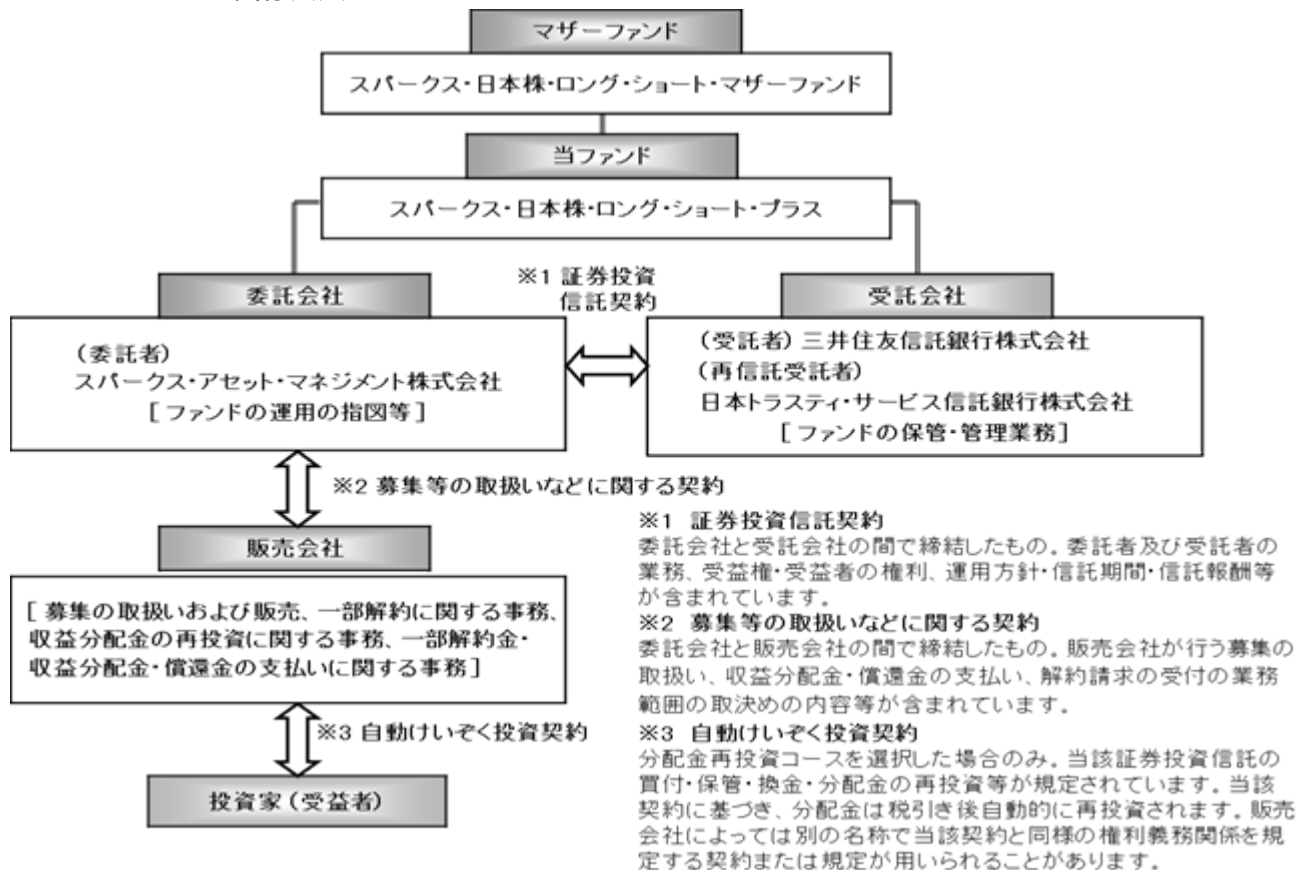 マザーファンド
スパークス・日本株・ロング・ショート・マザーファンド
当ファンド
スパークス・日本株・ロング・ショート・プラス
委託会社
※1 証券投資
信託契約
受託会社
(委託者)
スパークス・アセット・マネジメント株式会社
[ファンドの運用の指図等]
(受託者) 三井住友信託銀行株式会社
(再信託受託者)
日本トラスティ・サービス信託銀行株式会社
[ファンドの保管・管理業務]
※2 募集等の取扱いなどに関する契約
販売会社
[ 募集の取扱いおよび販売、一部解約に関する事務、
収益分配金の再投資に関する事務、一部解約金・
収益分配金・償還金の支払いに関する事務]
※3 自動けいぞく投資契約
投資家(受益者)
※1 証券投資信託契約
委託会社と受託会社の間で締結したもの。委託者及び受託者の
業務、受益権・受益者の権利、運用方針・信託期間・信託報酬等
が含まれています。
※2 募集等の取扱いなどに関する契約
委託会社と販売会社の間で締結したもの。販売会社が行う募集の
取扱い、収益分配金・償還金の支払い、解約請求の受付の業務
範囲の取決めの内容等が含まれています。
※3 自動けいぞく投資契約
分配金再投資コースを選択した場合のみ。当該証券投資信託の
買付・保管・換金・分配金の再投資等が規定されています。当該
契約に基づき、分配金は税引き後自動的に再投資されます。販売
会社によっては別の名称で当該契約と同様の権利義務関係を規
定する契約または規定が用いられることがあります。